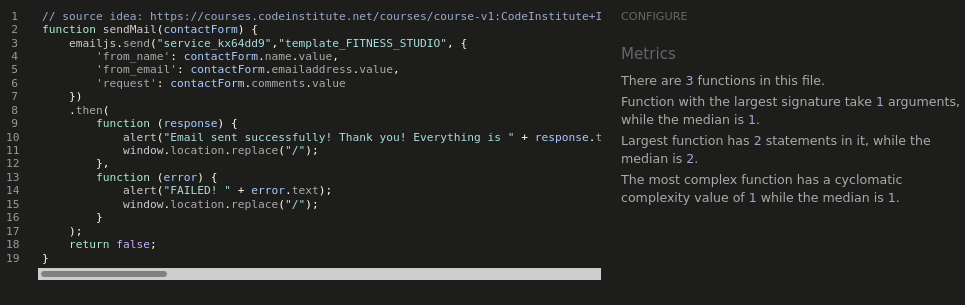 1 // source idea: https://courses.codeinstitute.net/courses/course-v1:CodeInstitute+I
2 function sendMail(contactForm) {
3 emailjs.send("service_kx64dd9","template_FITNESS_STUDIO", {
4 'from_name': contactForm.name.value,
5 'from_email': contactForm.emailaddress.value,
6 'request': contactForm.comments.value
7 })
8 .then(
9 function (response) {
10 alert("Email sent successfully! Thank you! Everything is " + response.t
11 window.location.replace("/");
12 },
13 function (error) {
14 alert("FAILED! " + error.text);
15 window.location.replace("/");
16 }
17 );
18 return false;
19 }
CONFIGURE
Metrics
There are 3 functions in this file.
Function with the largest signature take 1 arguments,
while the median is 1.
Largest function has 2 statements in it, while the
median is 2.
The most complex function has a cyclomatic
complexity value of 1 while the median is 1.